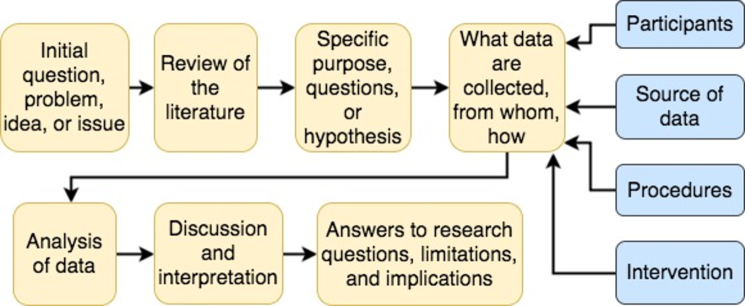 Initial
question,
problem,
idea, or issue
Review of
the
literature
Specific
purpose,
questions,
or
hypothesis
What data
are
collected,
from whom,
how
Participants
Source of
data
Procedures
Intervention
Analysis
of data
Discussion
and
interpretation
Answers to research
questions, limitations,
and implications